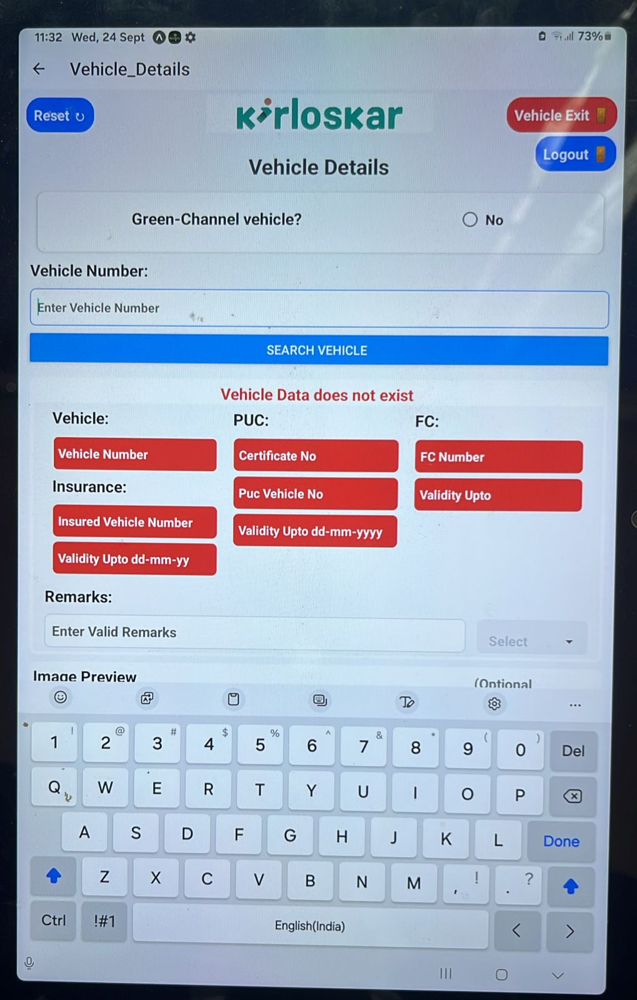 11:32 Wed, 24 Sept
73%
Vehicle_Details
Reset
kirloskar
Vehicle Exit
Logout
Vehicle Details
Green-Channel vehicle?
No
Vehicle Number:
Enter Vehicle Number
SEARCH VEHICLE
Vehicle Data does not exist
Vehicle:
PUC:
FC:
Vehicle Number
Certificate No
FC Number
Insurance:
Puc Vehicle No
Validity Upto
Insured Vehicle Number
Validity Upto dd-mm-yyyy
Validity Upto dd-mm-yy
Remarks:
Enter Valid Remarks
Select
Image Preview
(Optional
! @ # $ % ^ & * ( )
1 2 3 4 5 6 7 8 9 0 Del
Q W E R T Y U I O P
A S D F G H J K L Done
Z X C V B N M , ! . ?
Ctrl !#1 English(India) < >